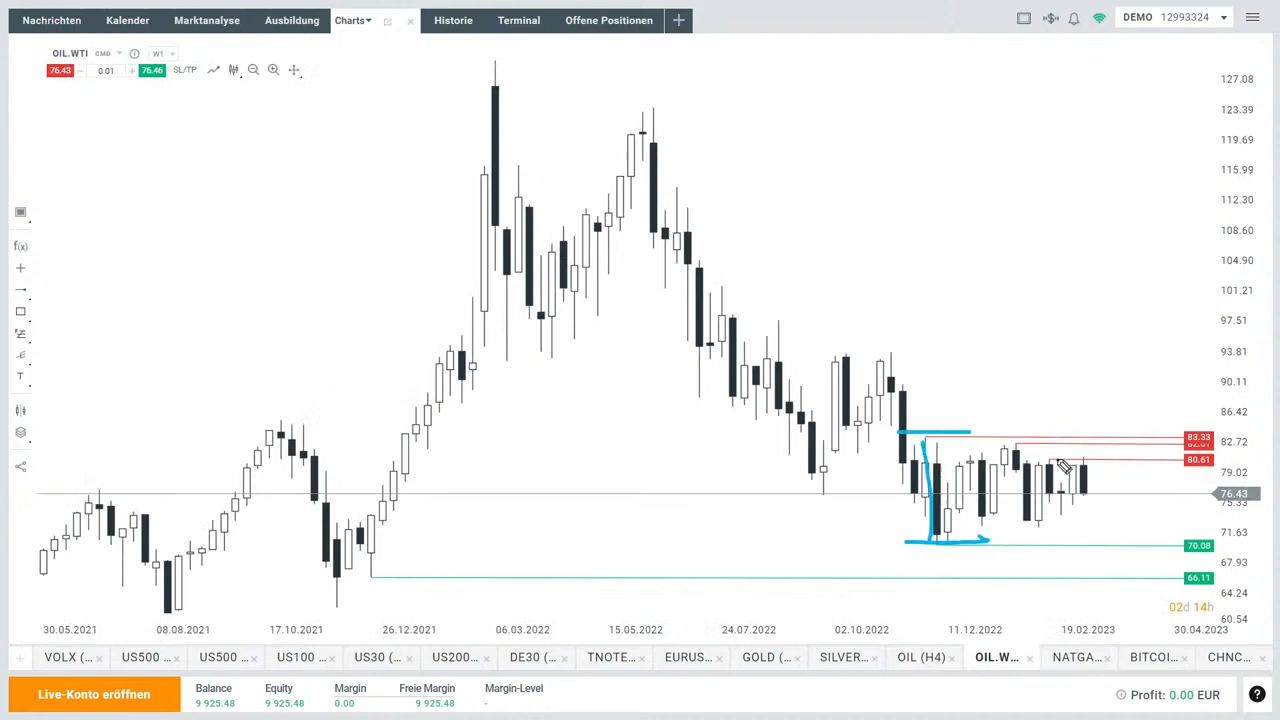 Nachrichten Kalender Marktanalyse Ausbildung Charts Historie Terminal Offene Positionen DEMO 12993324
OIL.WTI CMD W1
76.43 0.01 76.46 SL/TP
127.08
123.39
119.69
115.99
112.30
108.60
104.90
101.21
97.51
93.81
90.11
86.42
83.33
82.72
80.61
79.02
76.43
75.33
71.63
70.08
67.93
66.11
64.24
02d 14h
60.54
30.05.2021 08.08.2021 17.10.2021 26.12.2021 06.03.2022 15.05.2022 24.07.2022 02.10.2022 11.12.2022 19.02.2023 30.04.2023
f(x)
T
VOLX (... US500 ... US500 ... US100 ... US30 (... US200... DE30 (... TNOTE... EURUS... GOLD (... SILVER... OIL (H4) OIL.W... NATGA... BITCOI... CHNC...
Live-Konto eröffnen
Balance Equity Margin Freie Margin Margin-Level
9 925.48 9 925.48 0.00 9 925.48 -
Profit: 0.00 EUR ?